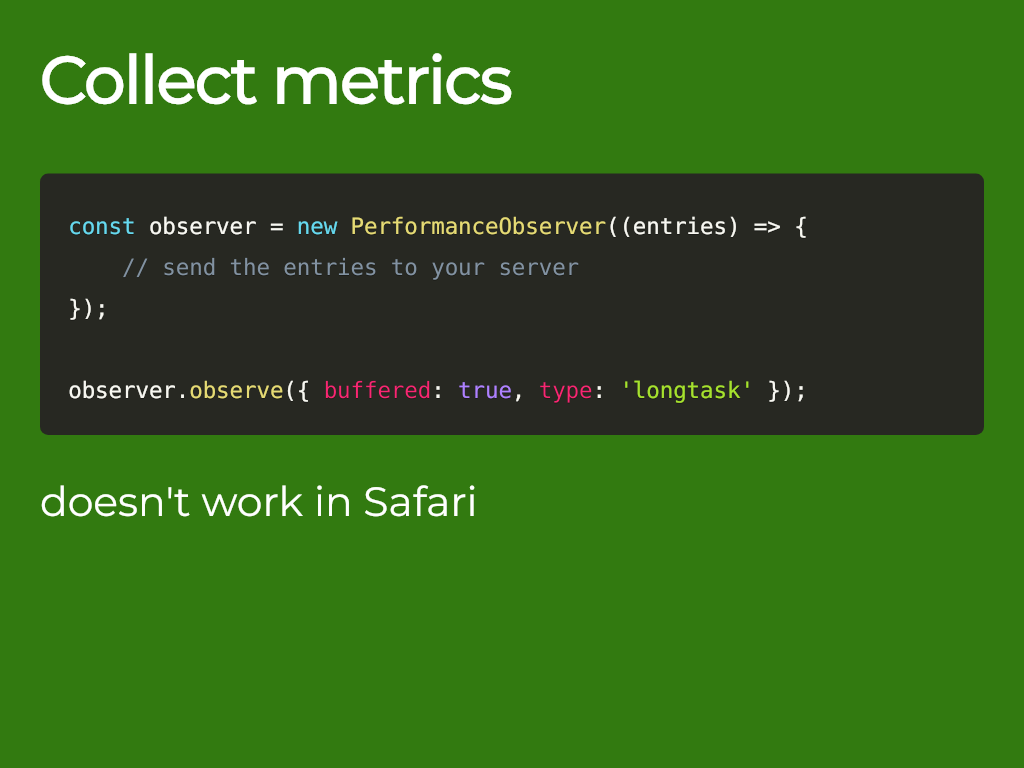 Collect metrics
const observer = new PerformanceObserver((entries) => {
    // send the entries to your server
});
observer.observe({ buffered: true, type: 'longtask' });
doesn't work in Safari